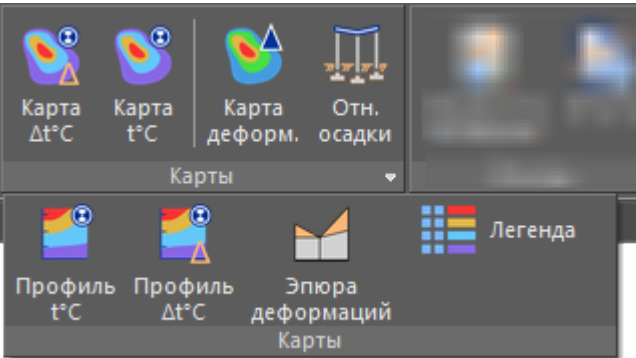 Карта
Δt°C
Карта
t°C
Карта
деформ.
Отн.
осадки
Карты
Профиль
t°C
Профиль
Δt°C
Эпюра
деформаций
Легенда
Карты